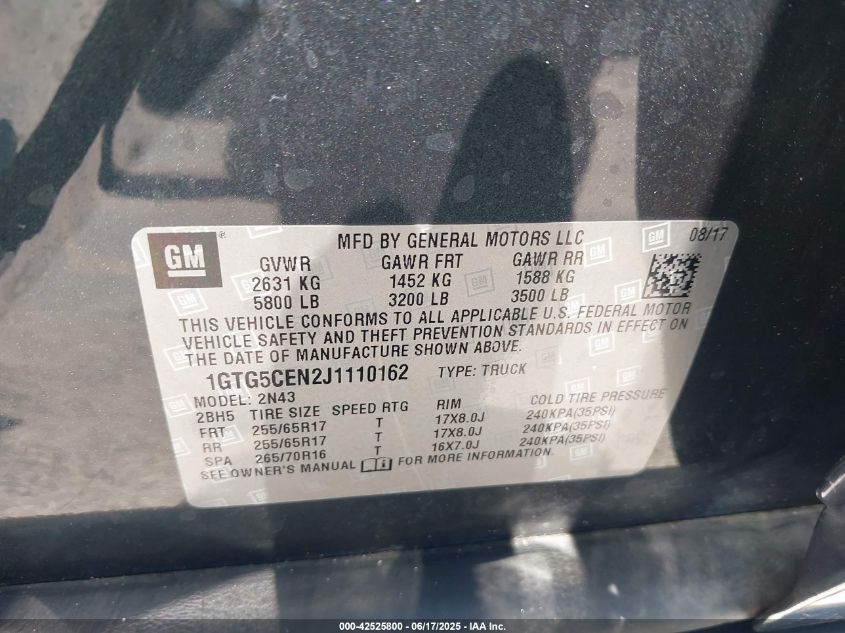 GM
MFD BY GENERAL MOTORS LLC 08/17
GVWR GAWR FRT GAWR RR
2631 KG 1452 KG 1588 KG
5800 LB 3200 LB 3500 LB
THIS VEHICLE CONFORMS TO ALL APPLICABLE U.S. FEDERAL MOTOR
VEHICLE SAFETY AND THEFT PREVENTION STANDARDS IN EFFECT ON
THE DATE OF MANUFACTURE SHOWN ABOVE.
1GTG5CEN2J1110162 TYPE: TRUCK
MODEL: 2N43
2BH5 TIRE SIZE SPEED RTG RIM COLD TIRE PRESSURE
FRT 255/65R17 T 17X8.0J 240KPA(35PSI)
RR 255/65R17 T 17X8.0J 240KPA(35PSI)
SPA 265/70R16 T 16X7.0J 240KPA(35PSI)
SEE OWNER'S MANUAL FOR MORE INFORMATION
000-42525800 - 06/17/2025 - IAA Inc.